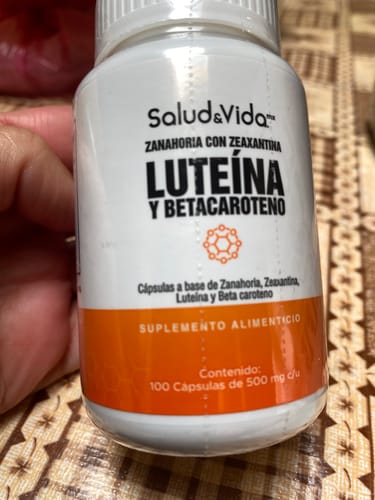 Salud&Vida mx
ZANAHORIA CON ZEAXANTINA
LUTEÍNA
Y BETACAROTENO
Cápsulas a base de Zanahoria, Zeaxantina,
Luteína y Beta caroteno
SUPLEMENTO ALIMENTICIO
Contenido:
100 Cápsulas de 500 mg c/u